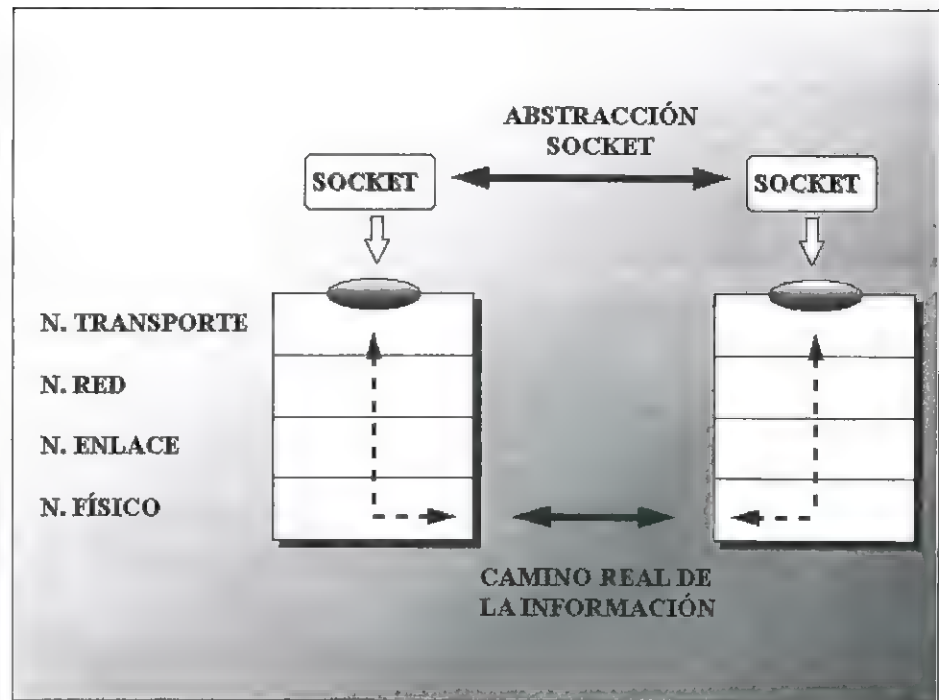 ABSTRACCIÓN
SOCKET
SOCKET
SOCKET
N. TRANSPORTE
N. RED
N. ENLACE
N. FÍSICO
CAMINO REAL DE
LA INFORMACIÓN